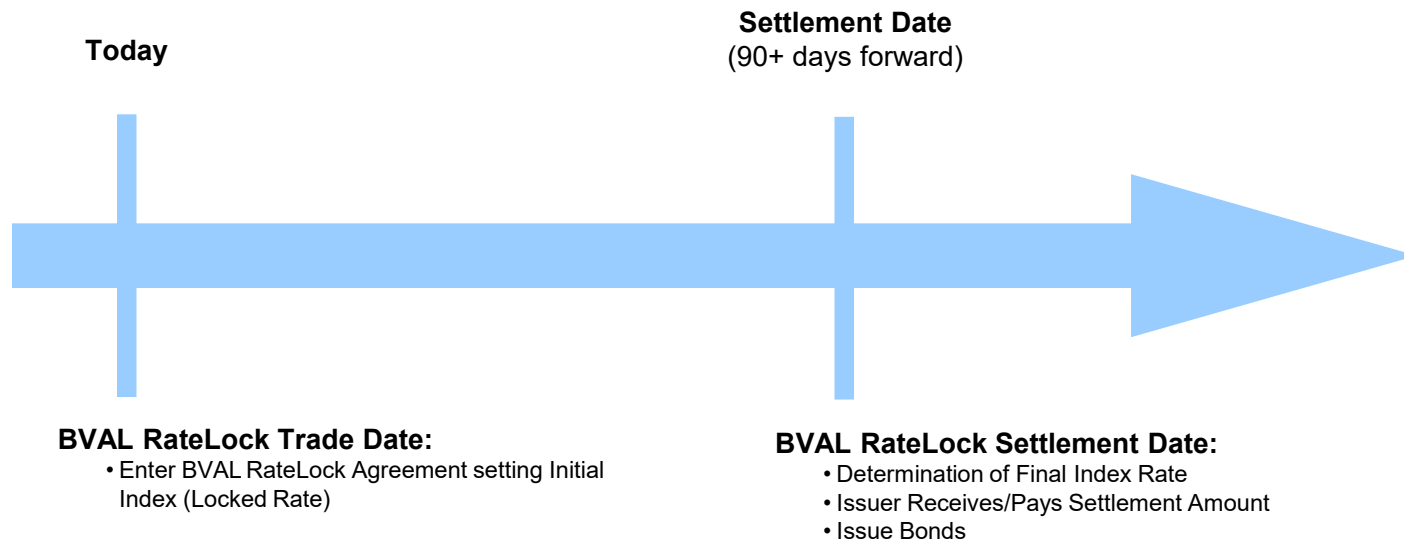 Today
Settlement Date
(90+ days forward)
BVAL RateLock Trade Date:
• Enter BVAL RateLock Agreement setting Initial
Index (Locked Rate)
BVAL RateLock Settlement Date:
• Determination of Final Index Rate
• Issuer Receives/Pays Settlement Amount
• Issue Bonds